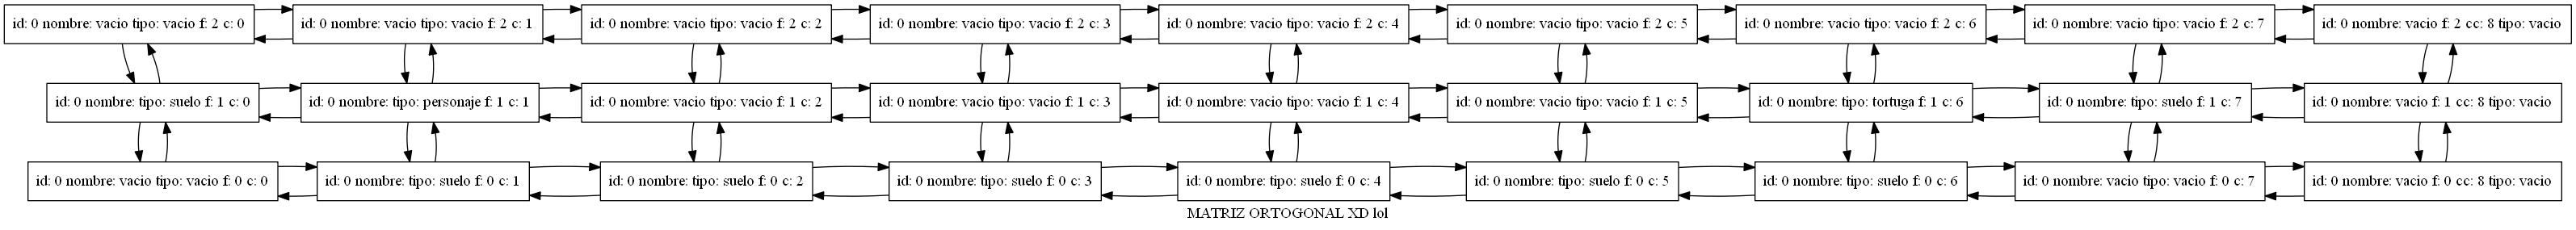 id: 0 nombre: vacio tipo: vacio f: 2 c: 0
id: 0 nombre: vacio tipo: vacio f: 2 c: 1
id: 0 nombre: vacio tipo: vacio f: 2 c: 2
id: 0 nombre: vacio tipo: vacio f: 2 c: 3
id: 0 nombre: vacio tipo: vacio f: 2 c: 4
id: 0 nombre: vacio tipo: vacio f: 2 c: 5
id: 0 nombre: vacio tipo: vacio f: 2 c: 6
id: 0 nombre: vacio tipo: vacio f: 2 c: 7
id: 0 nombre: vacio f: 2 cc: 8 tipo: vacio
id: 0 nombre: tipo: suelo f: 1 c: 0
id: 0 nombre: tipo: personaje f: 1 c: 1
id: 0 nombre: vacio tipo: vacio f: 1 c: 2
id: 0 nombre: vacio tipo: vacio f: 1 c: 3
id: 0 nombre: vacio tipo: vacio f: 1 c: 4
id: 0 nombre: vacio tipo: vacio f: 1 c: 5
id: 0 nombre: tipo: tortuga f: 1 c: 6
id: 0 nombre: tipo: suelo f: 1 c: 7
id: 0 nombre: vacio f: 1 cc: 8 tipo: vacio
id: 0 nombre: vacio tipo: vacio f: 0 c: 0
id: 0 nombre: tipo: suelo f: 0 c: 1
id: 0 nombre: tipo: suelo f: 0 c: 2
id: 0 nombre: tipo: suelo f: 0 c: 3
id: 0 nombre: tipo: suelo f: 0 c: 4
id: 0 nombre: tipo: suelo f: 0 c: 5
id: 0 nombre: tipo: suelo f: 0 c: 6
id: 0 nombre: vacio tipo: vacio f: 0 c: 7
id: 0 nombre: vacio f: 0 cc: 8 tipo: vacio
MATRIZ ORTOGONAL XD lol